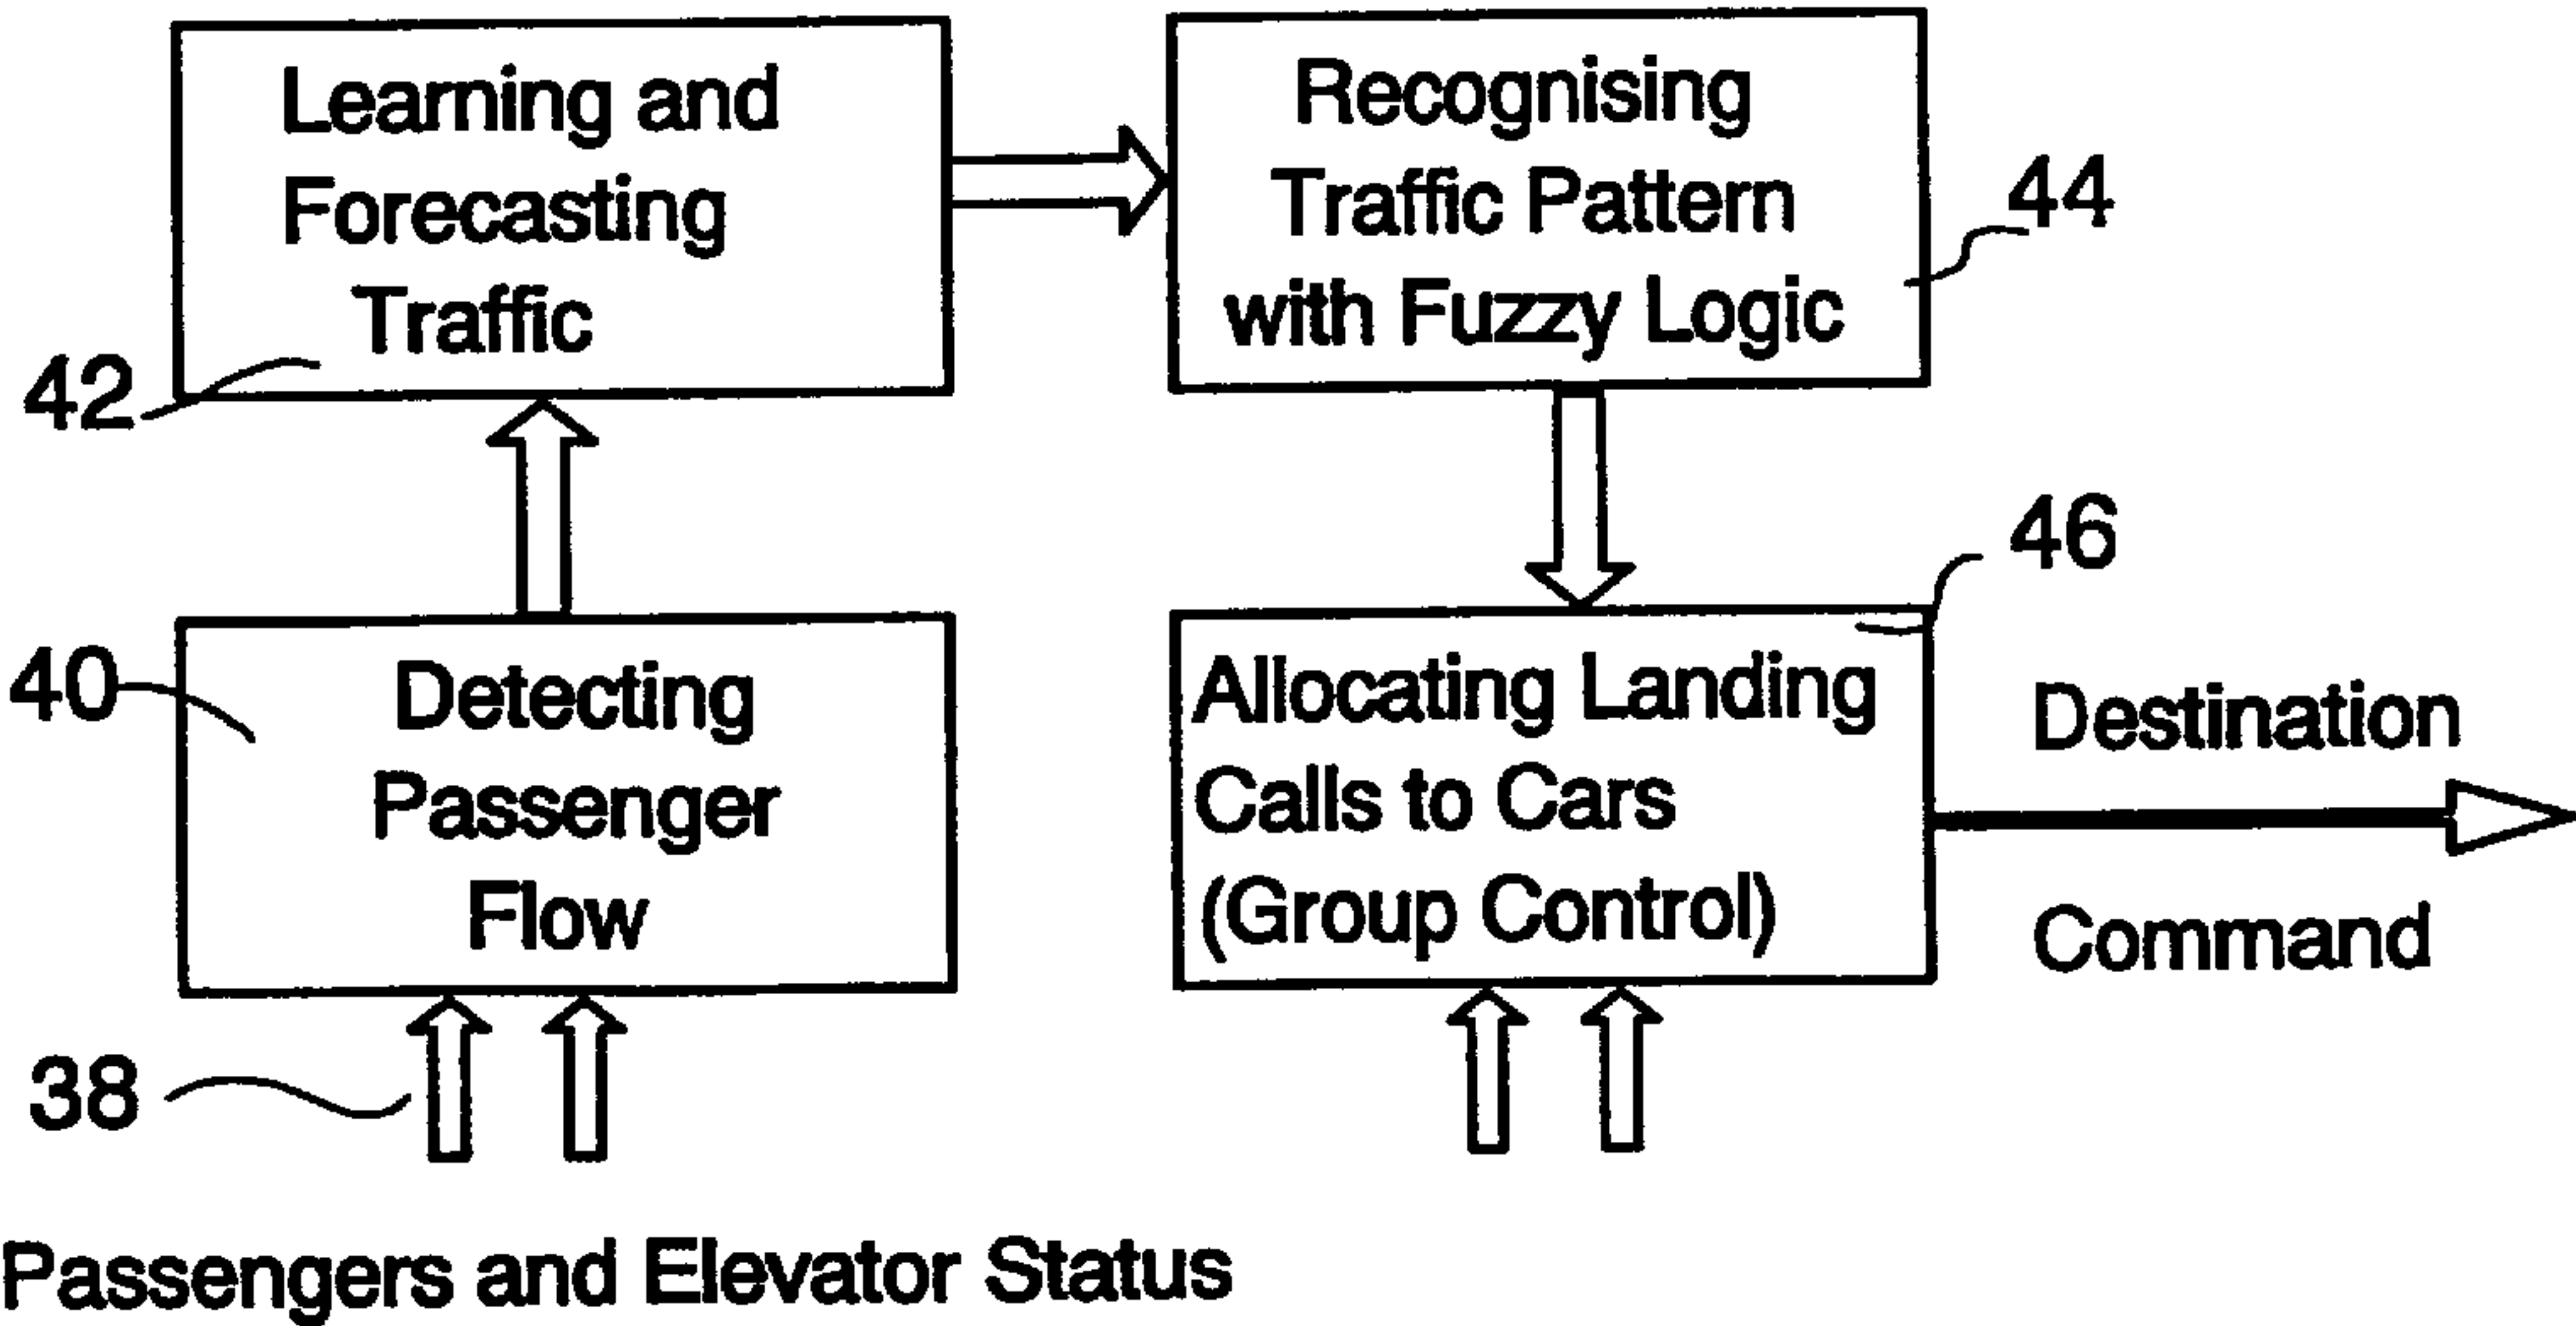 Learning and
Forecasting
Traffic
42
Recognising
Traffic Pattern
with Fuzzy Logic
44
40
Detecting
Passenger
Flow
38
Allocating Landing
Calls to Cars
(Group Control)
46
Destination
Command
Passengers and Elevator Status